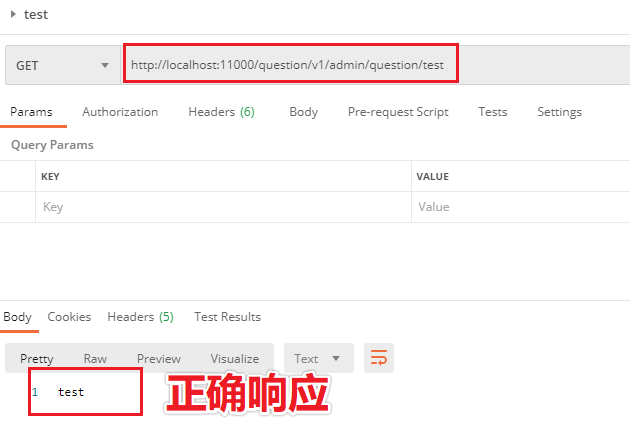 test
GET http://localhost:11000/question/v1/admin/question/test
Params Authorization Headers (6) Body Pre-request Script Tests Settings
Query Params
KEY VALUE
Key Value
Body Cookies Headers (5) Test Results
Pretty Raw Preview Visualize Text
1 test
正确响应